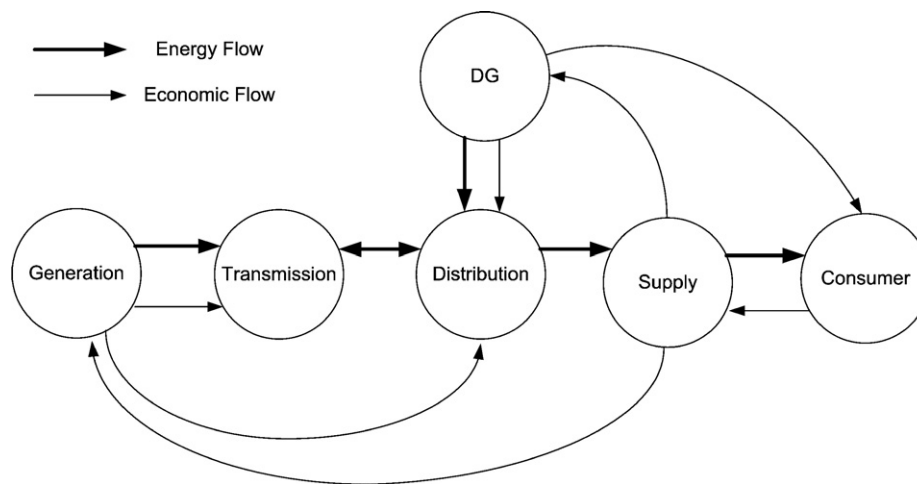 Energy Flow
Economic Flow
DG
Generation
Transmission
Distribution
Supply
Consumer